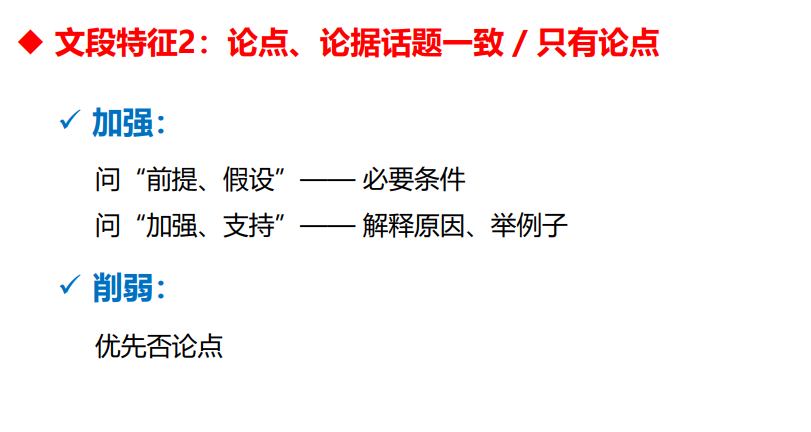 ◆ 文段特征2：论点、论据话题一致 / 只有论点
✓ 加强：
问“前提、假设”—— 必要条件
问“加强、支持”—— 解释原因、举例子
✓ 削弱：
优先否论点